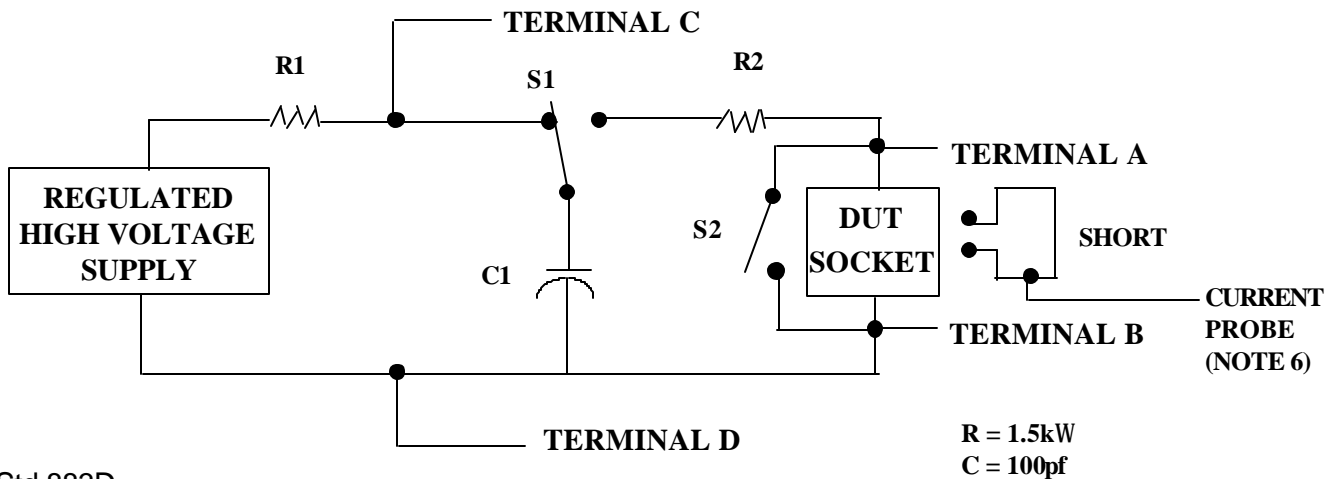 TERMINAL C
R1
S1
R2
TERMINAL A
REGULATED
HIGH VOLTAGE
SUPPLY
S2
DUT
SOCKET
SHORT
C1
CURRENT
PROBE
(NOTE 6)
TERMINAL B
TERMINAL D
R = 1.5kW
C = 100pf